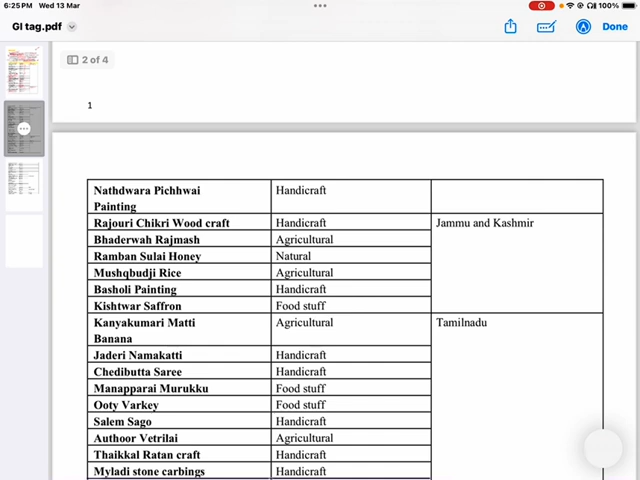 6:25 PM Wed 13 Mar
100%
GI tag.pdf
Done
2 of 4
1
Nathdwara Pichhwai Painting Handicraft
Rajouri Chikri Wood craft Handicraft Jammu and Kashmir
Bhaderwah Rajmash Agricultural
Ramban Sulai Honey Natural
Mushqbudji Rice Agricultural
Basholi Painting Handicraft
Kishtwar Saffron Food stuff
Kanyakumari Matti Banana Agricultural Tamilnadu
Jaderi Namakatti Handicraft
Chedibutta Saree Handicraft
Manapparai Murukku Food stuff
Ooty Varkey Food stuff
Salem Sago Handicraft
Authoor Vetrilai Agricultural
Thaikkal Ratan craft Handicraft
Myladi stone carbings Handicraft